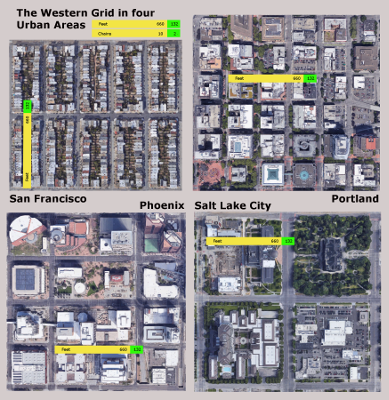 The Western Grid in four
Urban Areas
Feet 660 132
Chains 10 2
132
660
Feet
Feet 660 132
San Francisco
Portland
Phoenix
Salt Lake City
Feet 660 132
Feet 660 132